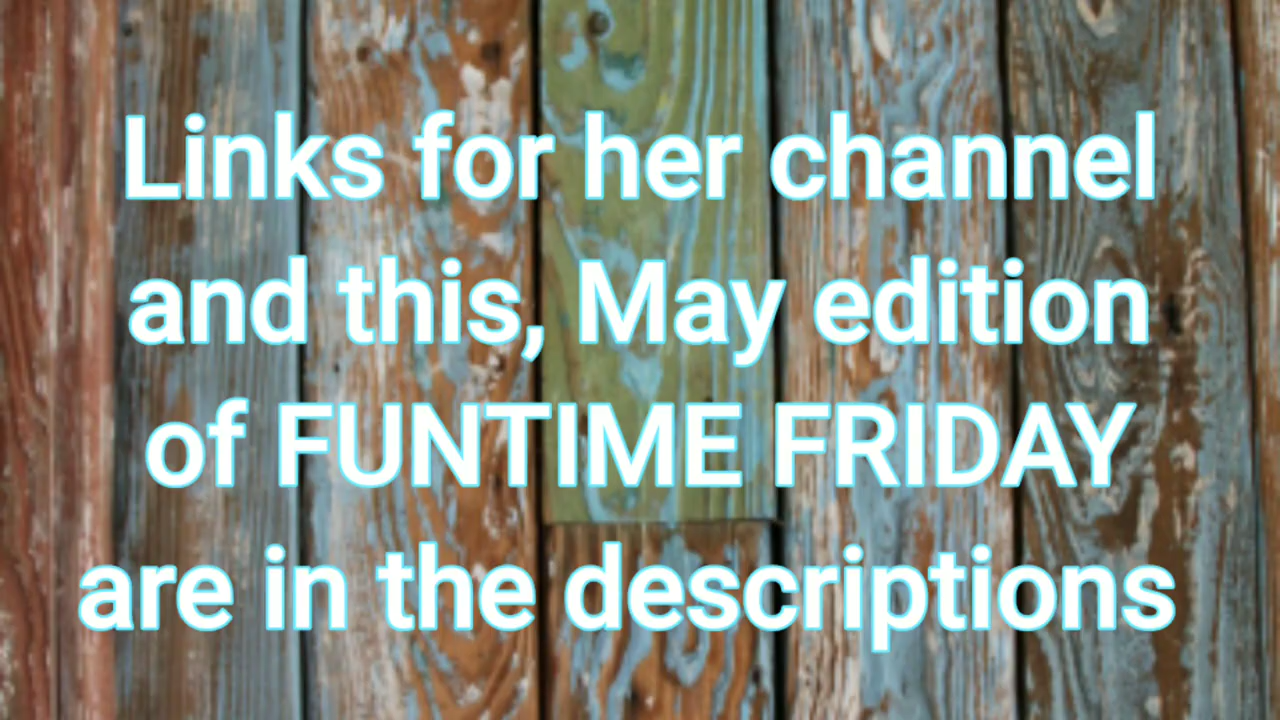 Links for her channel
and this, May edition
of FUNTIME FRIDAY
are in the descriptions